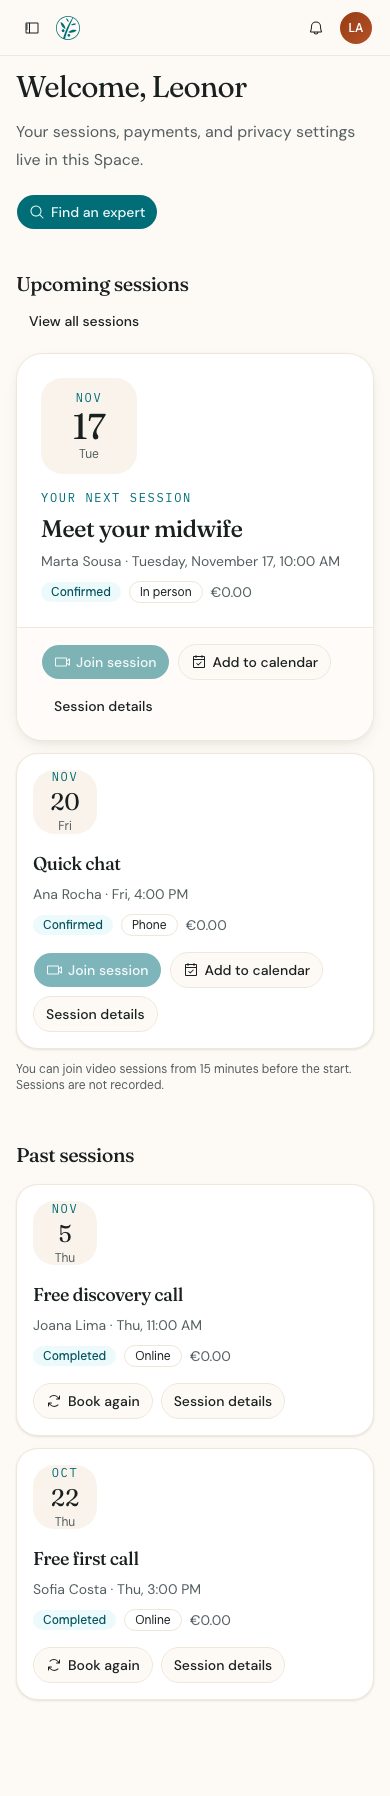 LA
Welcome, Leonor
Your sessions, payments, and privacy settings
live in this Space.
Find an expert
Upcoming sessions
View all sessions
NOV
17
Tue
YOUR NEXT SESSION
Meet your midwife
Marta Sousa · Tuesday, November 17, 10:00 AM
Confirmed In person €0.00
Join session Add to calendar
Session details
NOV
20
Fri
Quick chat
Ana Rocha · Fri, 4:00 PM
Confirmed Phone €0.00
Join session Add to calendar
Session details
You can join video sessions from 15 minutes before the start.
Sessions are not recorded.
Past sessions
NOV
5
Thu
Free discovery call
Joana Lima · Thu, 11:00 AM
Completed Online €0.00
Book again Session details
OCT
22
Thu
Free first call
Sofia Costa · Thu, 3:00 PM
Completed Online €0.00
Book again Session details